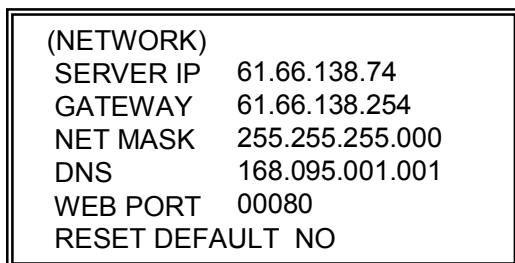 (NETWORK)
SERVER IP 61.66.138.74
GATEWAY 61.66.138.254
NET MASK 255.255.255.000
DNS 168.095.001.001
WEB PORT 00080
RESET DEFAULT NO